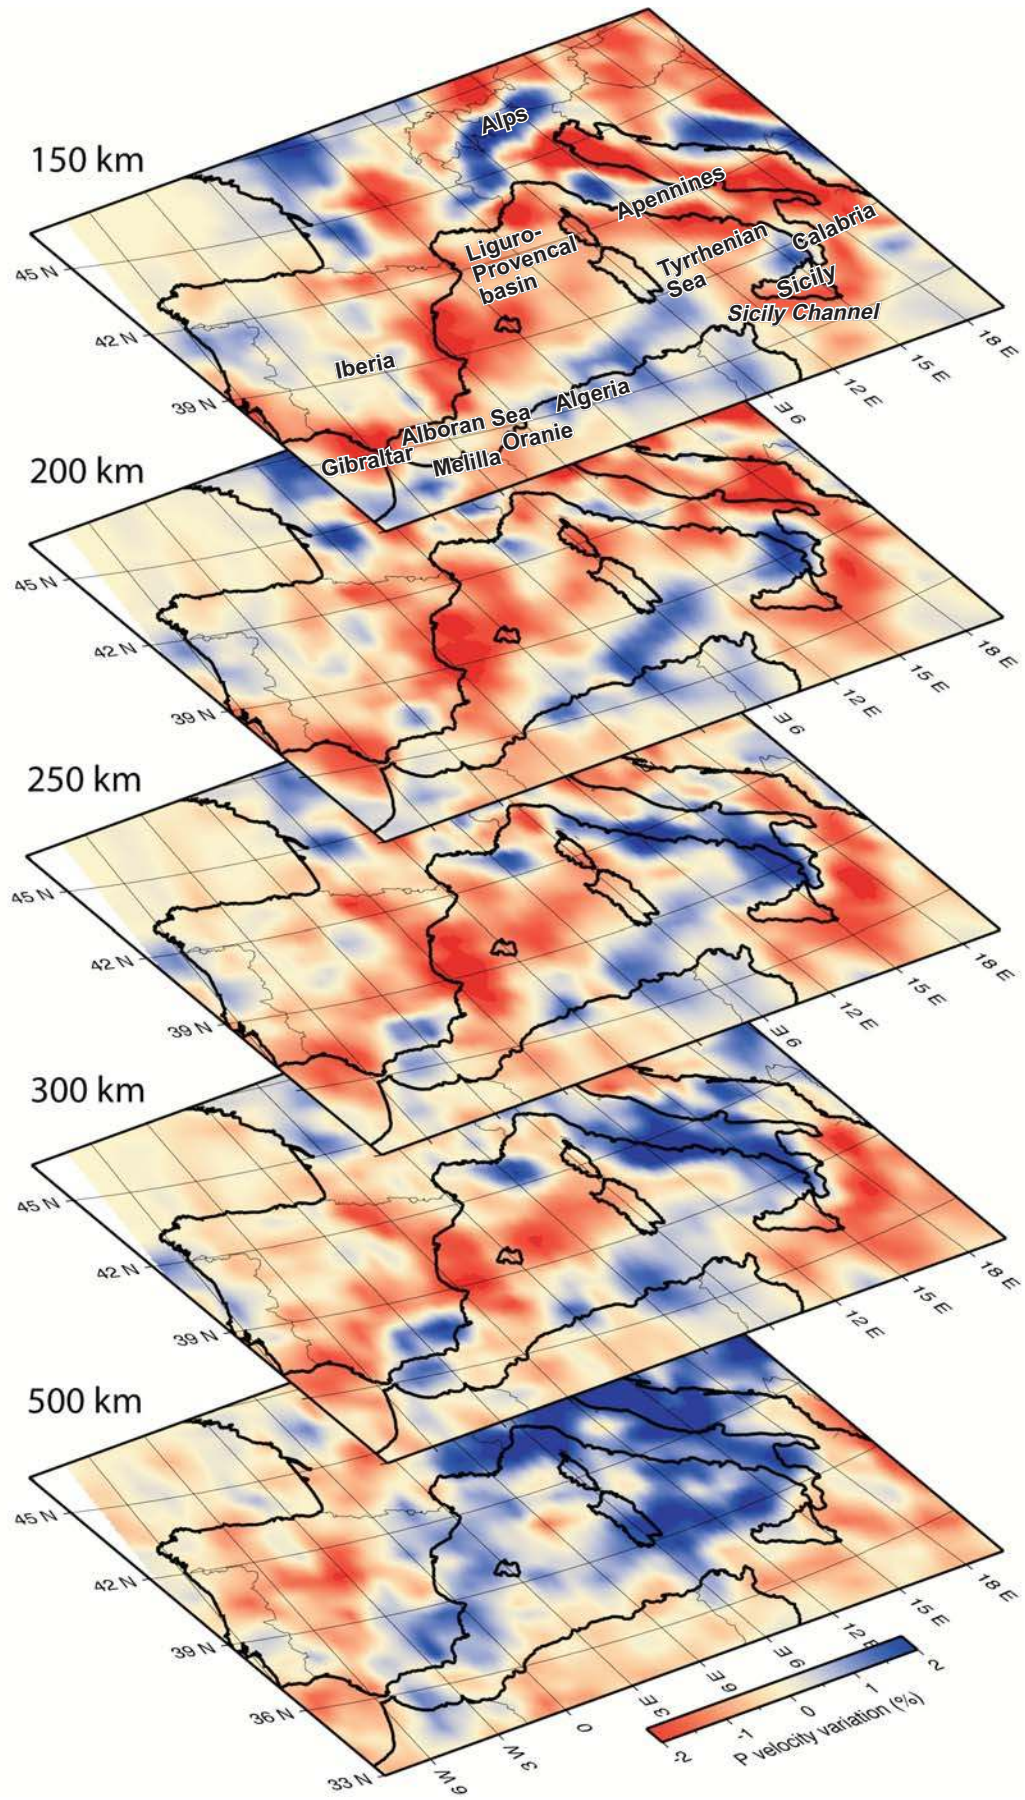 150 km
Alps
Apennines
Liguro-
Provencal
basin
Tyrrhenian
Sea
Calabria
Sicily
Sicily Channel
Iberia
Algeria
Alboran Sea
Oranie
Gibraltar
Melilla
45 N
42 N
39 N
9 E
12 E
15 E
18 E
200 km
45 N
42 N
39 N
9 E
12 E
15 E
18 E
250 km
45 N
42 N
39 N
9 E
12 E
15 E
18 E
300 km
45 N
42 N
39 N
12 E
15 E
18 E
500 km
45 N
42 N
39 N
36 N
33 N
6 W
3 W
0
3 E
6 E
9 E
12 E
15 E
18 E
-2 -1 0 1 2
P velocity variation (%)